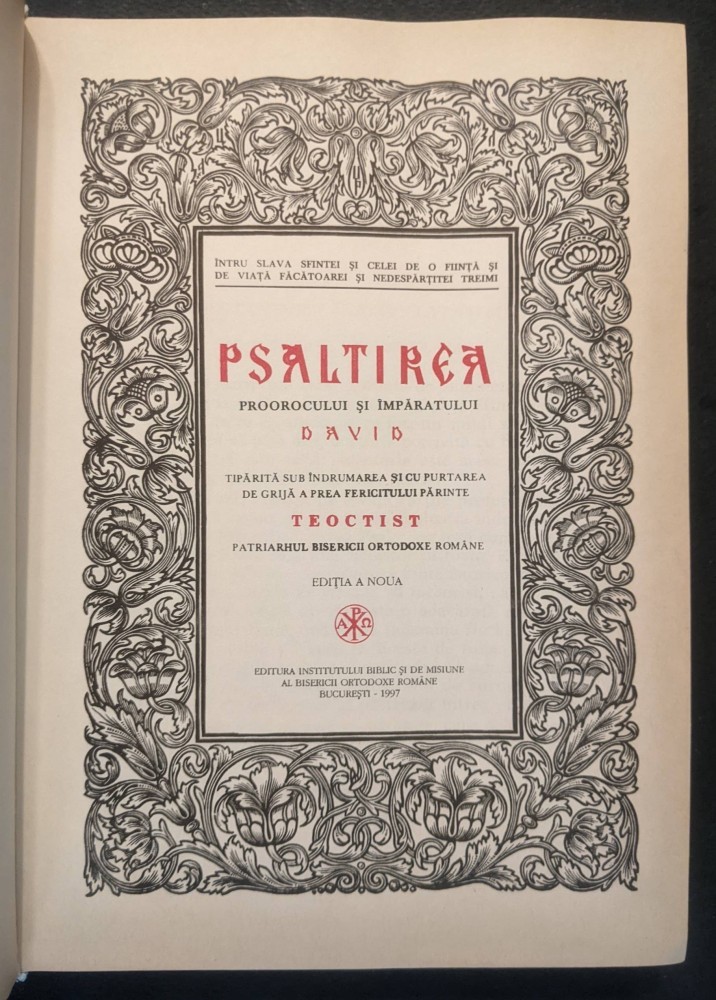 ÎNTRU SLAVA SFINTEI ŞI CELEI DE O FIINŢĂ ŞI
DE VIAŢĂ FĂCĂTOAREI ŞI NEDESPĂRŢITEI TREIMI
PSALTIREA
PROOROCULUI ŞI ÎMPĂRATULUI
DAVID
TIPĂRITĂ SUB ÎNDRUMAREA ŞI CU PURTAREA
DE GRIJĂ A PREA FERICITULUI PĂRINTE
TEOCTIST
PATRIARHUL BISERICII ORTODOXE ROMÂNE
EDIŢIA A NOUA
Α Ρ Ω
EDITURA INSTITUTULUI BIBLIC ŞI DE MISIUNE
AL BISERICII ORTODOXE ROMÂNE
BUCUREŞTI - 1997